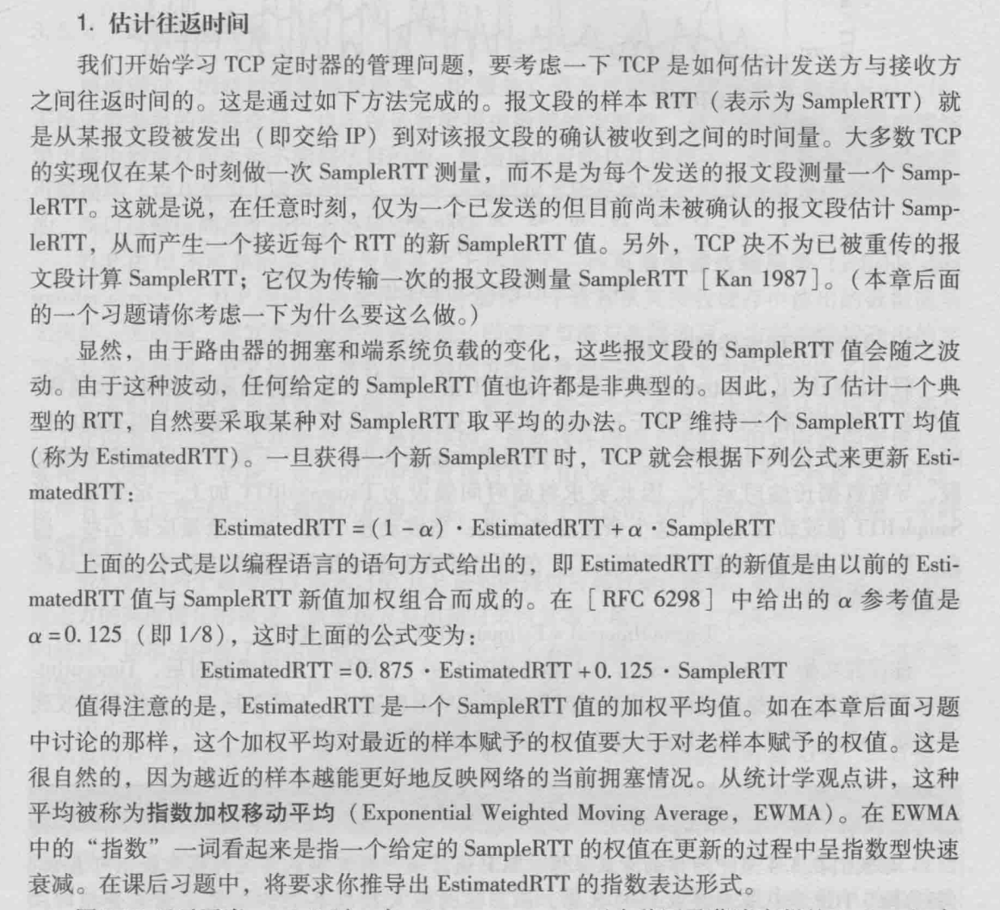 1. 估计往返时间
我们开始学习 TCP 定时器的管理问题，要考虑一下 TCP 是如何估计发送方与接收方
之间往返时间的。这是通过如下方法完成的。报文段的样本 RTT（表示为 SampleRTT）就
是从某报文段被发出（即交给 IP）到对该报文段的确认被收到之间的时间量。大多数 TCP
的实现仅在某个时刻做一次 SampleRTT 测量，而不是为每个发送的报文段测量一个 Samp-
leRTT。这就是说，在任意时刻，仅为一个已发送的但目前尚未被确认的报文段估计 Samp-
leRTT，从而产生一个接近每个 RTT 的新 SampleRTT 值。另外，TCP 决不为已被重传的报
文段计算 SampleRTT；它仅为传输一次的报文段测量 SampleRTT［Kan 1987］。（本章后面
的一个习题请你考虑一下为什么要这么做。）
显然，由于路由器的拥塞和端系统负载的变化，这些报文段的 SampleRTT 值会随之波
动。由于这种波动，任何给定的 SampleRTT 值也许都是非典型的。因此，为了估计一个典
型的 RTT，自然要采取某种对 SampleRTT 取平均的办法。TCP 维持一个 SampleRTT 均值
（称为 EstimatedRTT）。一旦获得一个新 SampleRTT 时，TCP 就会根据下列公式来更新 Esti-
matedRTT：
EstimatedRTT =(1 -α) · EstimatedRTT + α · SampleRTT
上面的公式是以编程语言的语句方式给出的，即 EstimatedRTT 的新值是由以前的 Esti-
matedRTT 值与 SampleRTT 新值加权组合而成的。在［RFC 6298］中给出的 α 参考值是
α =0. 125（即 1/8），这时上面的公式变为：
EstimatedRTT =0. 875 · EstimatedRTT +0. 125 · SampleRTT
值得注意的是，EstimatedRTT 是一个 SampleRTT 值的加权平均值。如在本章后面习题
中讨论的那样，这个加权平均对最近的样本赋予的权值要大于对老样本赋予的权值。这是
很自然的，因为越近的样本越能更好地反映网络的当前拥塞情况。从统计学观点讲，这种
平均被称为指数加权移动平均（Exponential Weighted Moving Average，EWMA）。在 EWMA
中的“指数”一词看起来是指一个给定的 SampleRTT 的权值在更新的过程中呈指数型快速
衰减。在课后习题中，将要求你推导出 EstimatedRTT 的指数表达形式。